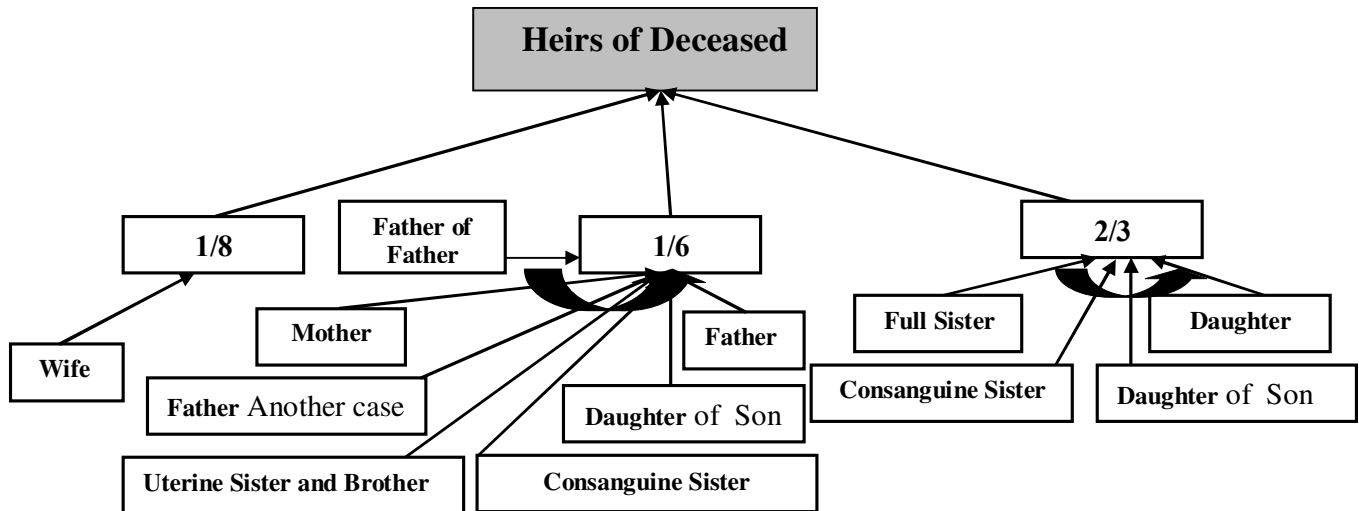 Heirs of Deceased
1/8
Father of
Father
1/6
2/3
Mother
Father
Full Sister
Daughter
Wife
Father Another case
Daughter of Son
Consanguine Sister
Daughter of Son
Uterine Sister and Brother
Consanguine Sister